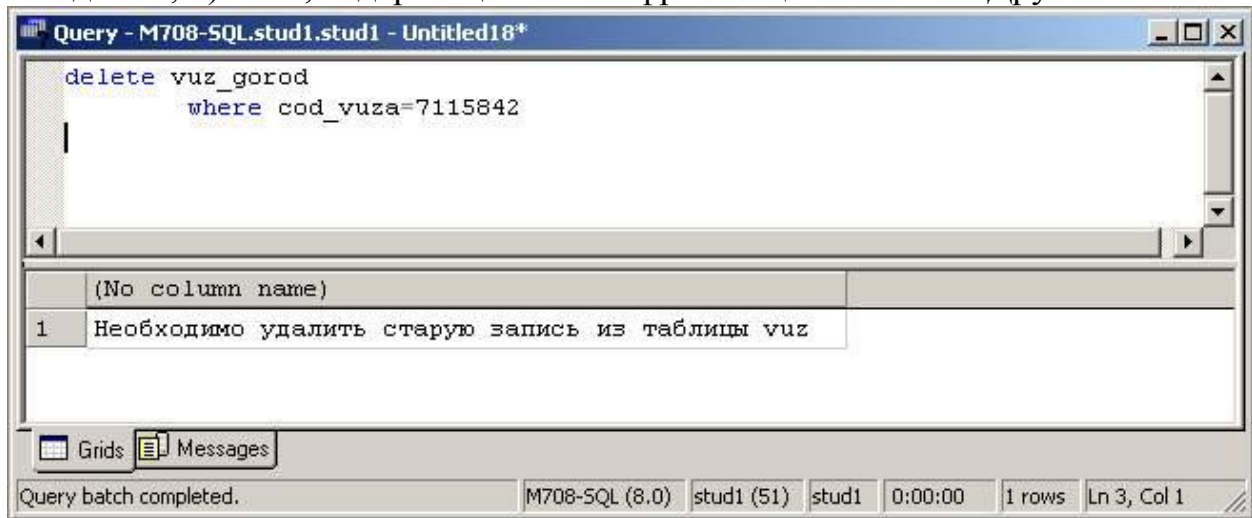 Query - M708-SQL.stud1.stud1 - Untitled18*
delete vuz_gorod
where cod_vuza=7115842
(No column name)
1 Необходимо удалить старую запись из таблицы vuz
Grids Messages
Query batch completed. M708-SQL (8.0) stud1 (51) stud1 0:00:00 1 rows Ln 3, Col 1